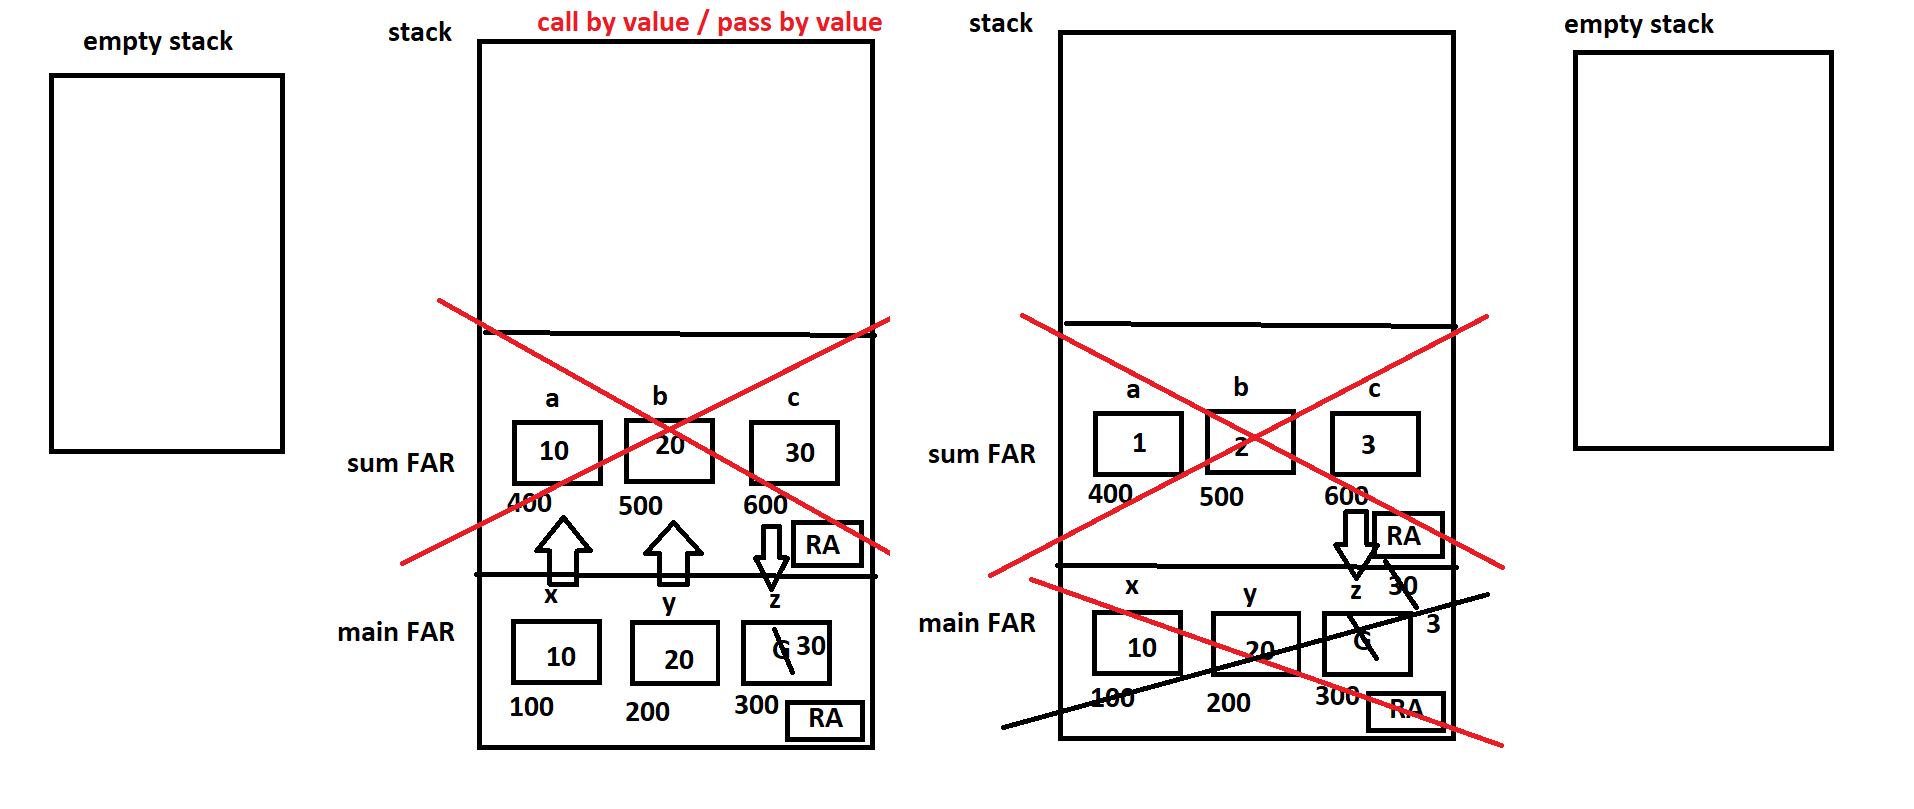 empty stack
stack
call by value / pass by value
a b c
10 20 30
sum FAR
400 500 600
RA
x y z
main FAR
10 20 G 30
100 200 300
RA
stack
a b c
1 2 3
sum FAR
400 500 600
RA
x y z 30
main FAR
3
10 20 G
100 200 300
RA
empty stack